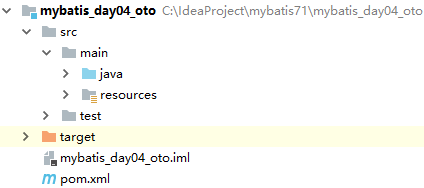 mybatis_day04_oto C:\IdeaProject\mybatis71\mybatis_day04_oto
src
main
java
resources
test
target
mybatis_day04_oto.iml
m pom.xml